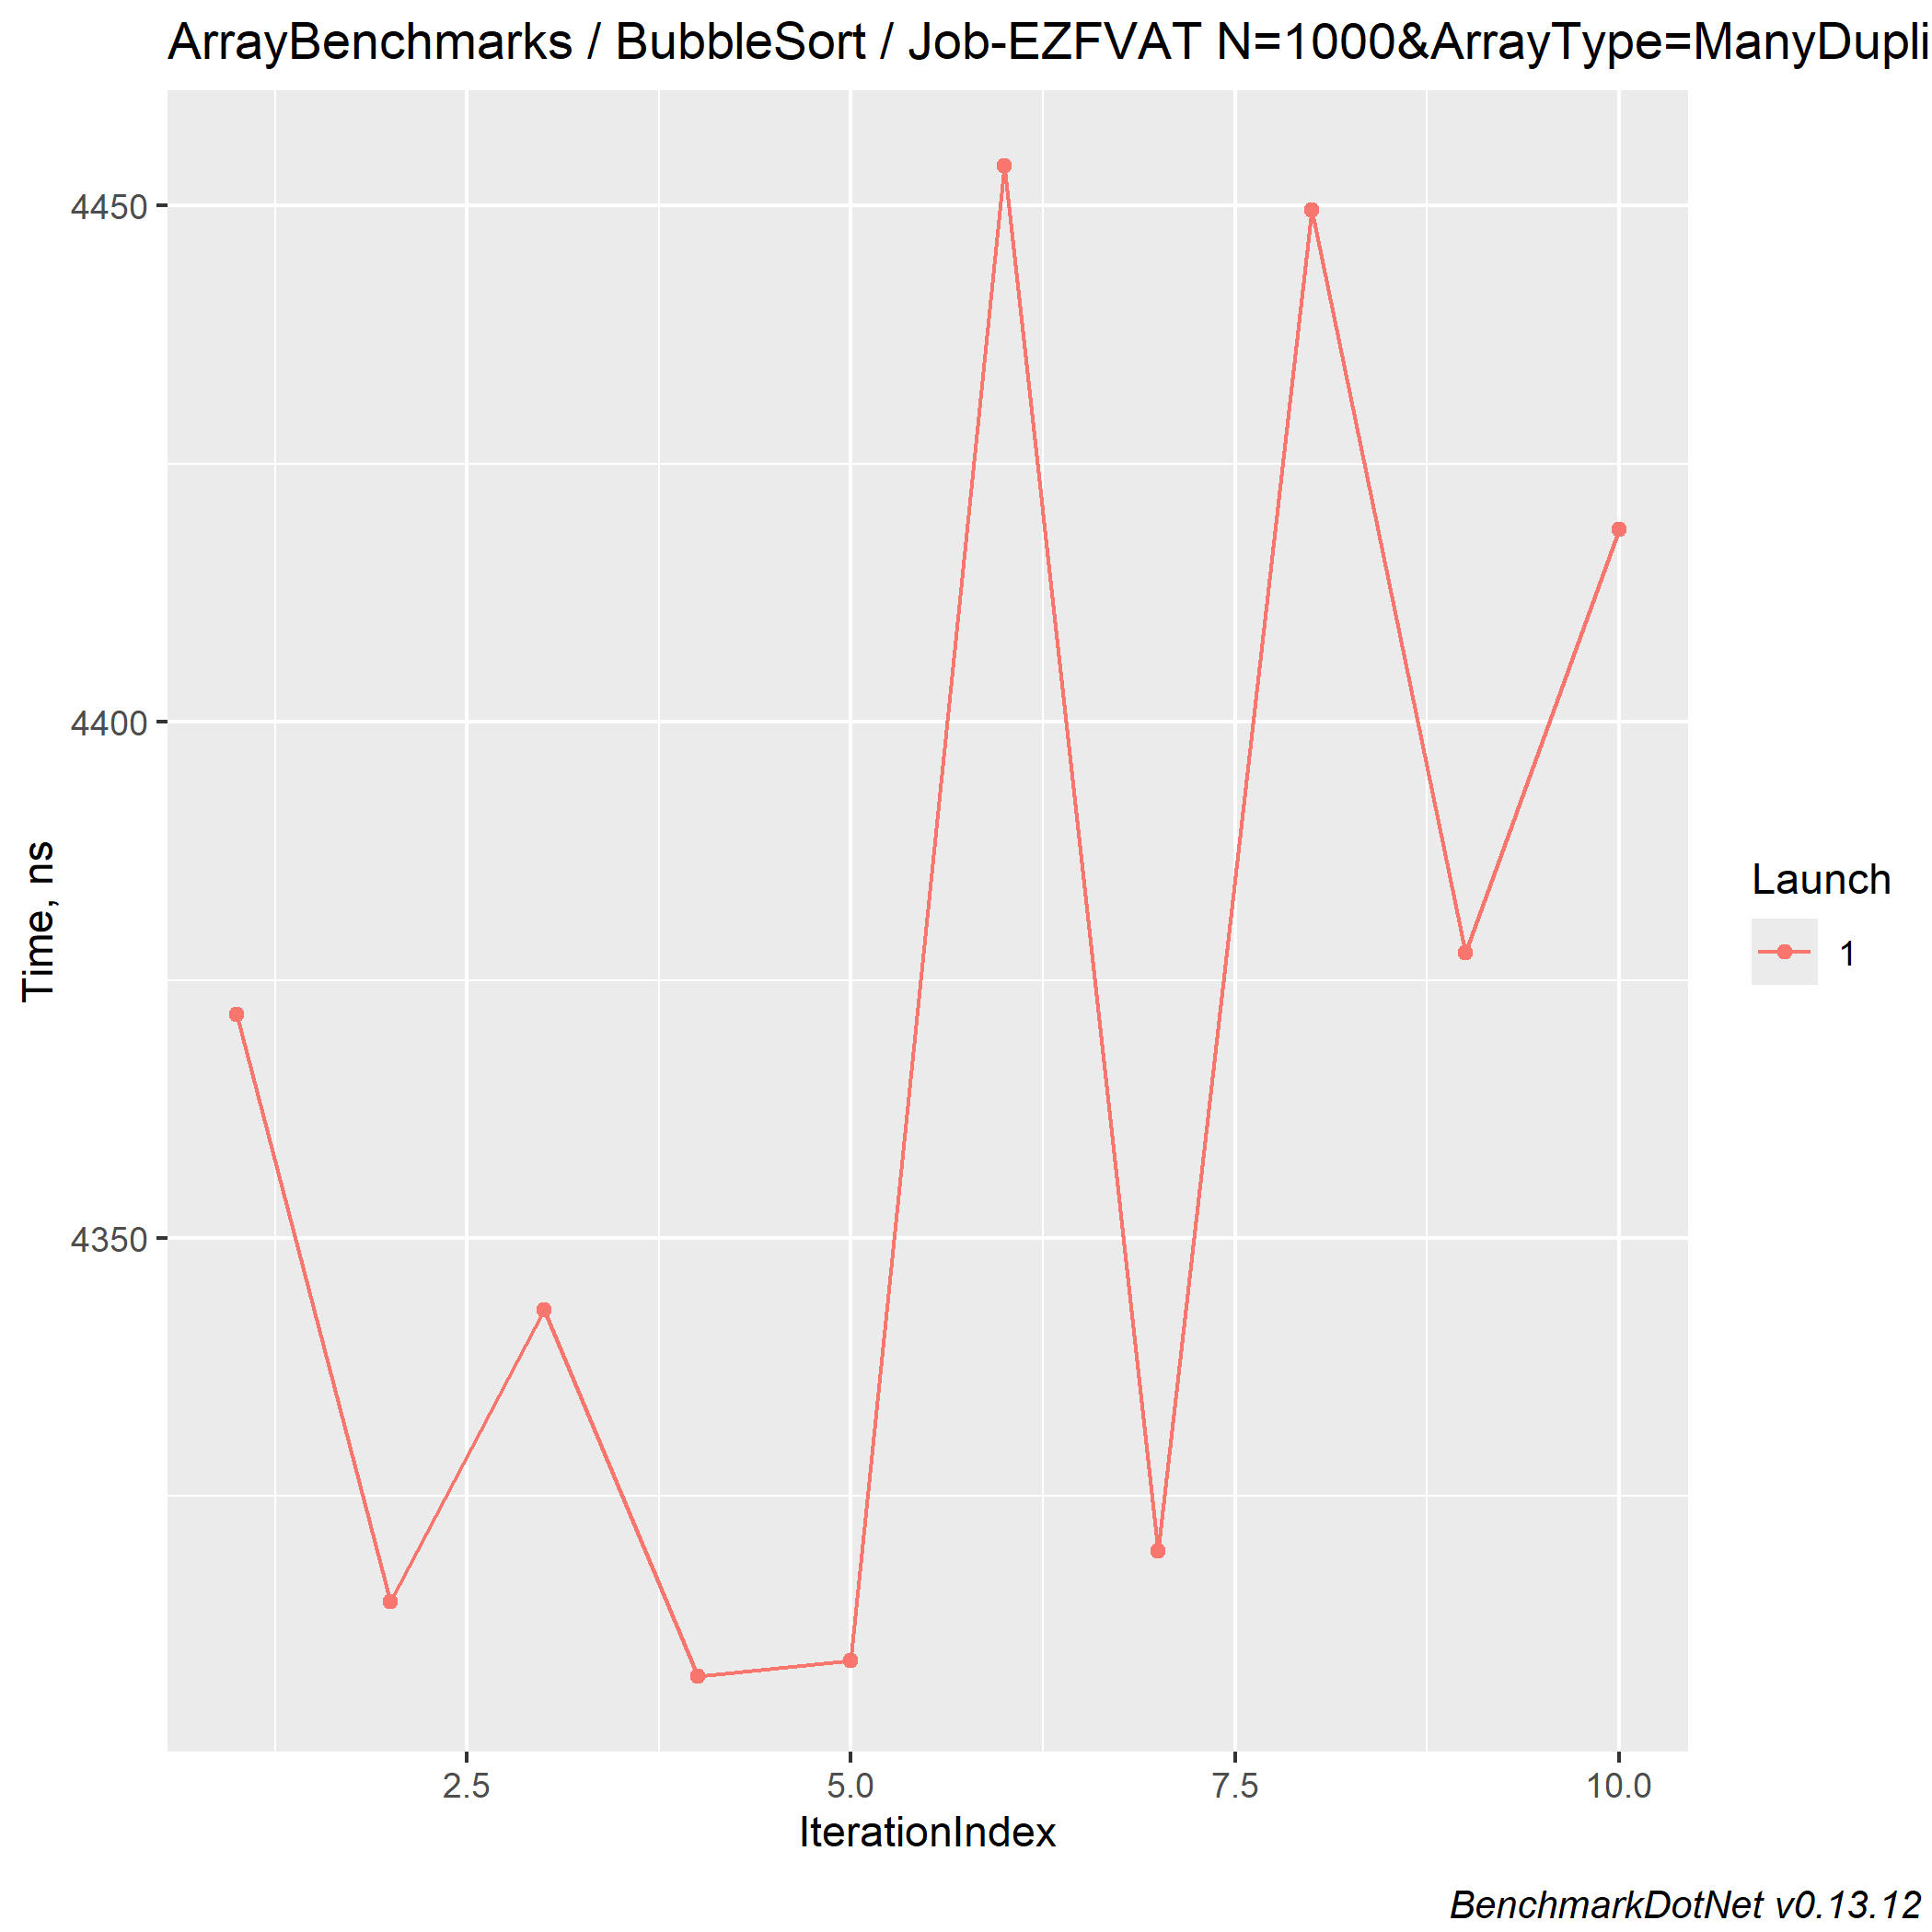 ArrayBenchmarks / BubbleSort / Job-EZFVAT N=1000&ArrayType=ManyDupli
4450
4400
4350
Time, ns
2.5 5.0 7.5 10.0
IterationIndex
Launch
1
BenchmarkDotNet v0.13.12